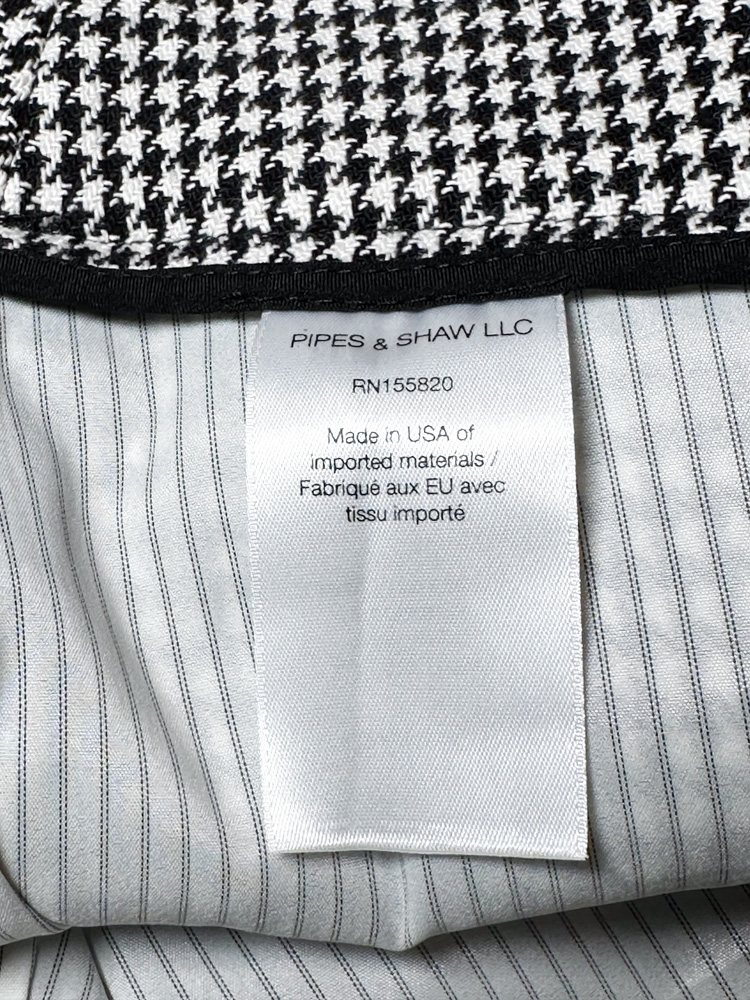 PIPES & SHAW LLC
RN155820
Made in USA of
imported materials /
Fabriqué aux EU avec
tissu importé